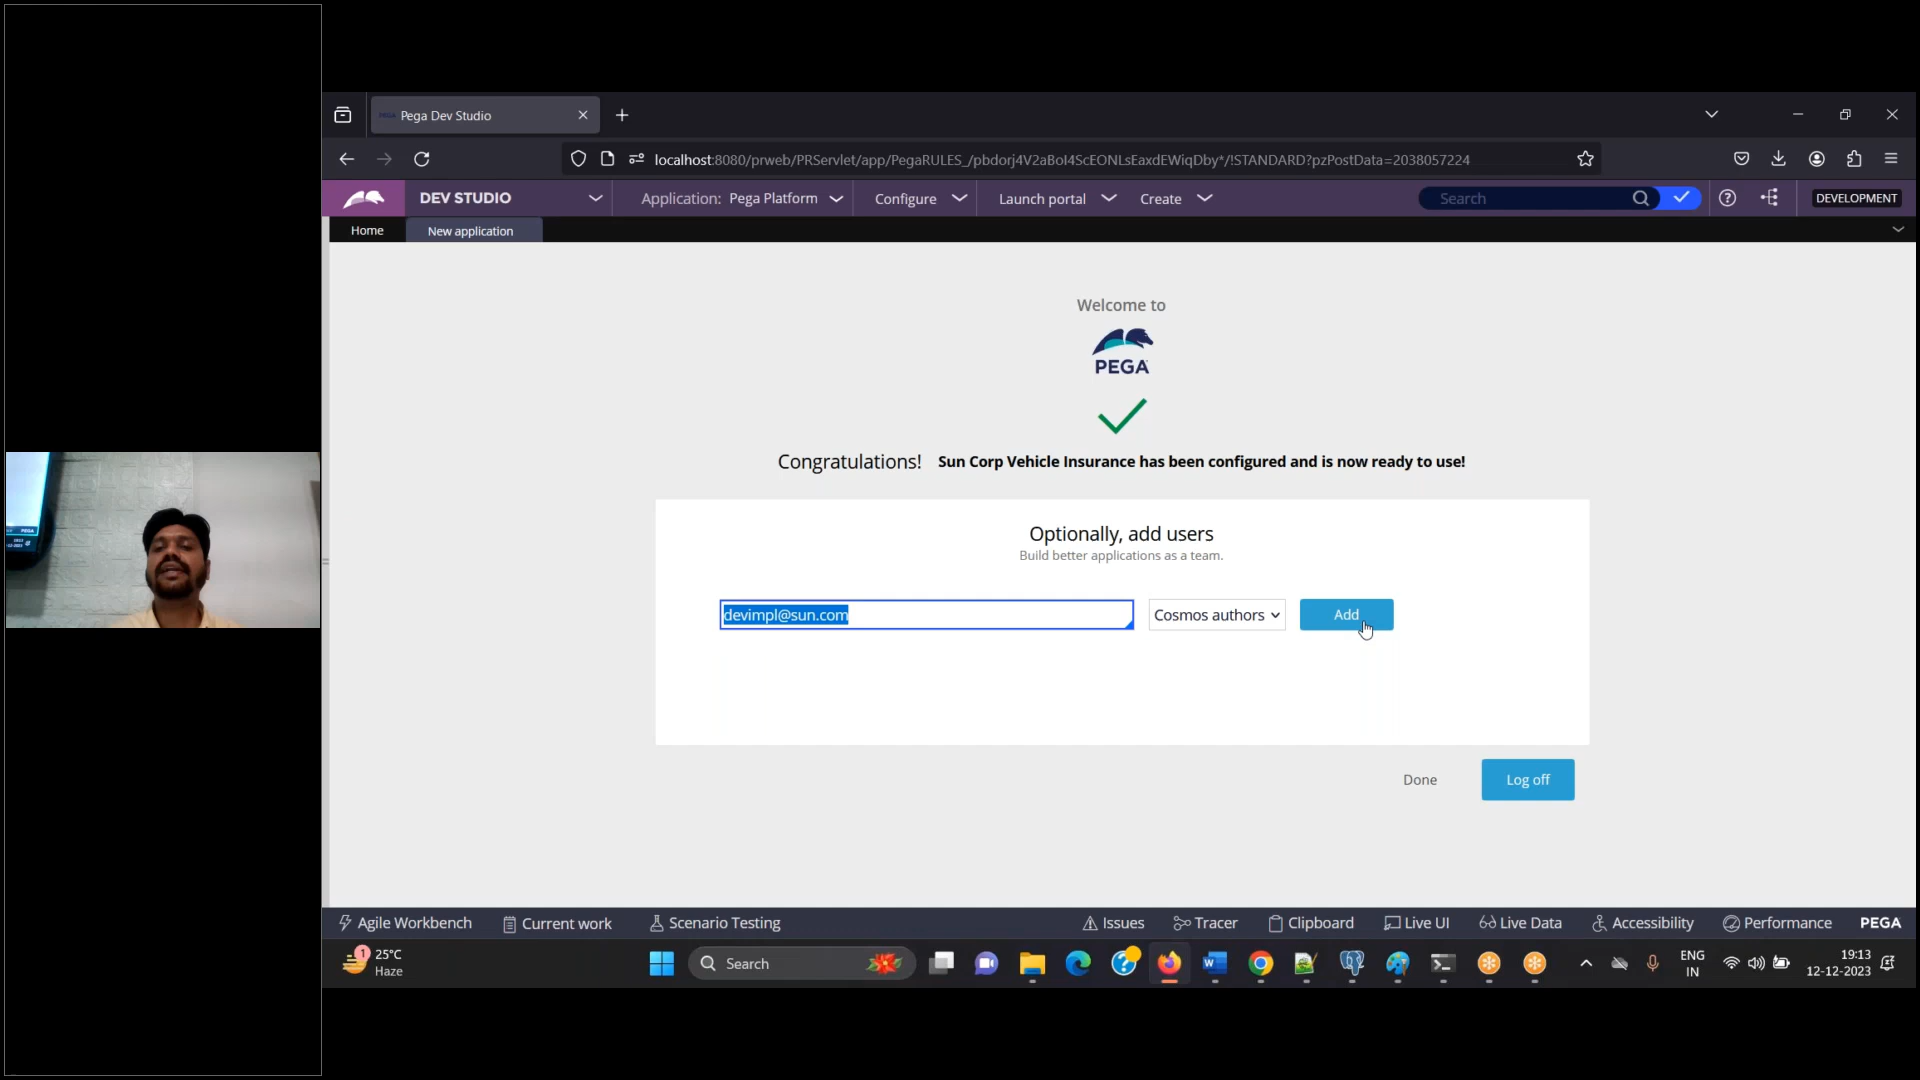 Pega Dev Studio
localhost:8080/prweb/PRServlet/app/PegaRULES_/pbdorj4V2aBoI4ScEONLsEaxdEWiqDby*/!STANDARD?pzPostData=2038057224
DEV STUDIO
Application: Pega Platform
Configure
Launch portal
Create
Search
DEVELOPMENT
Home
New application
Welcome to
PEGA
Congratulations! Sun Corp Vehicle Insurance has been configured and is now ready to use!
Optionally, add users
Build better applications as a team.
devimpl@sun.com
Cosmos authors
Add
Done
Log off
Agile Workbench
Current work
Scenario Testing
Issues
Tracer
Clipboard
Live UI
Live Data
Accessibility
Performance
PEGA
1
25°C
Haze
Search
ENG
IN
19:13
12-12-2023